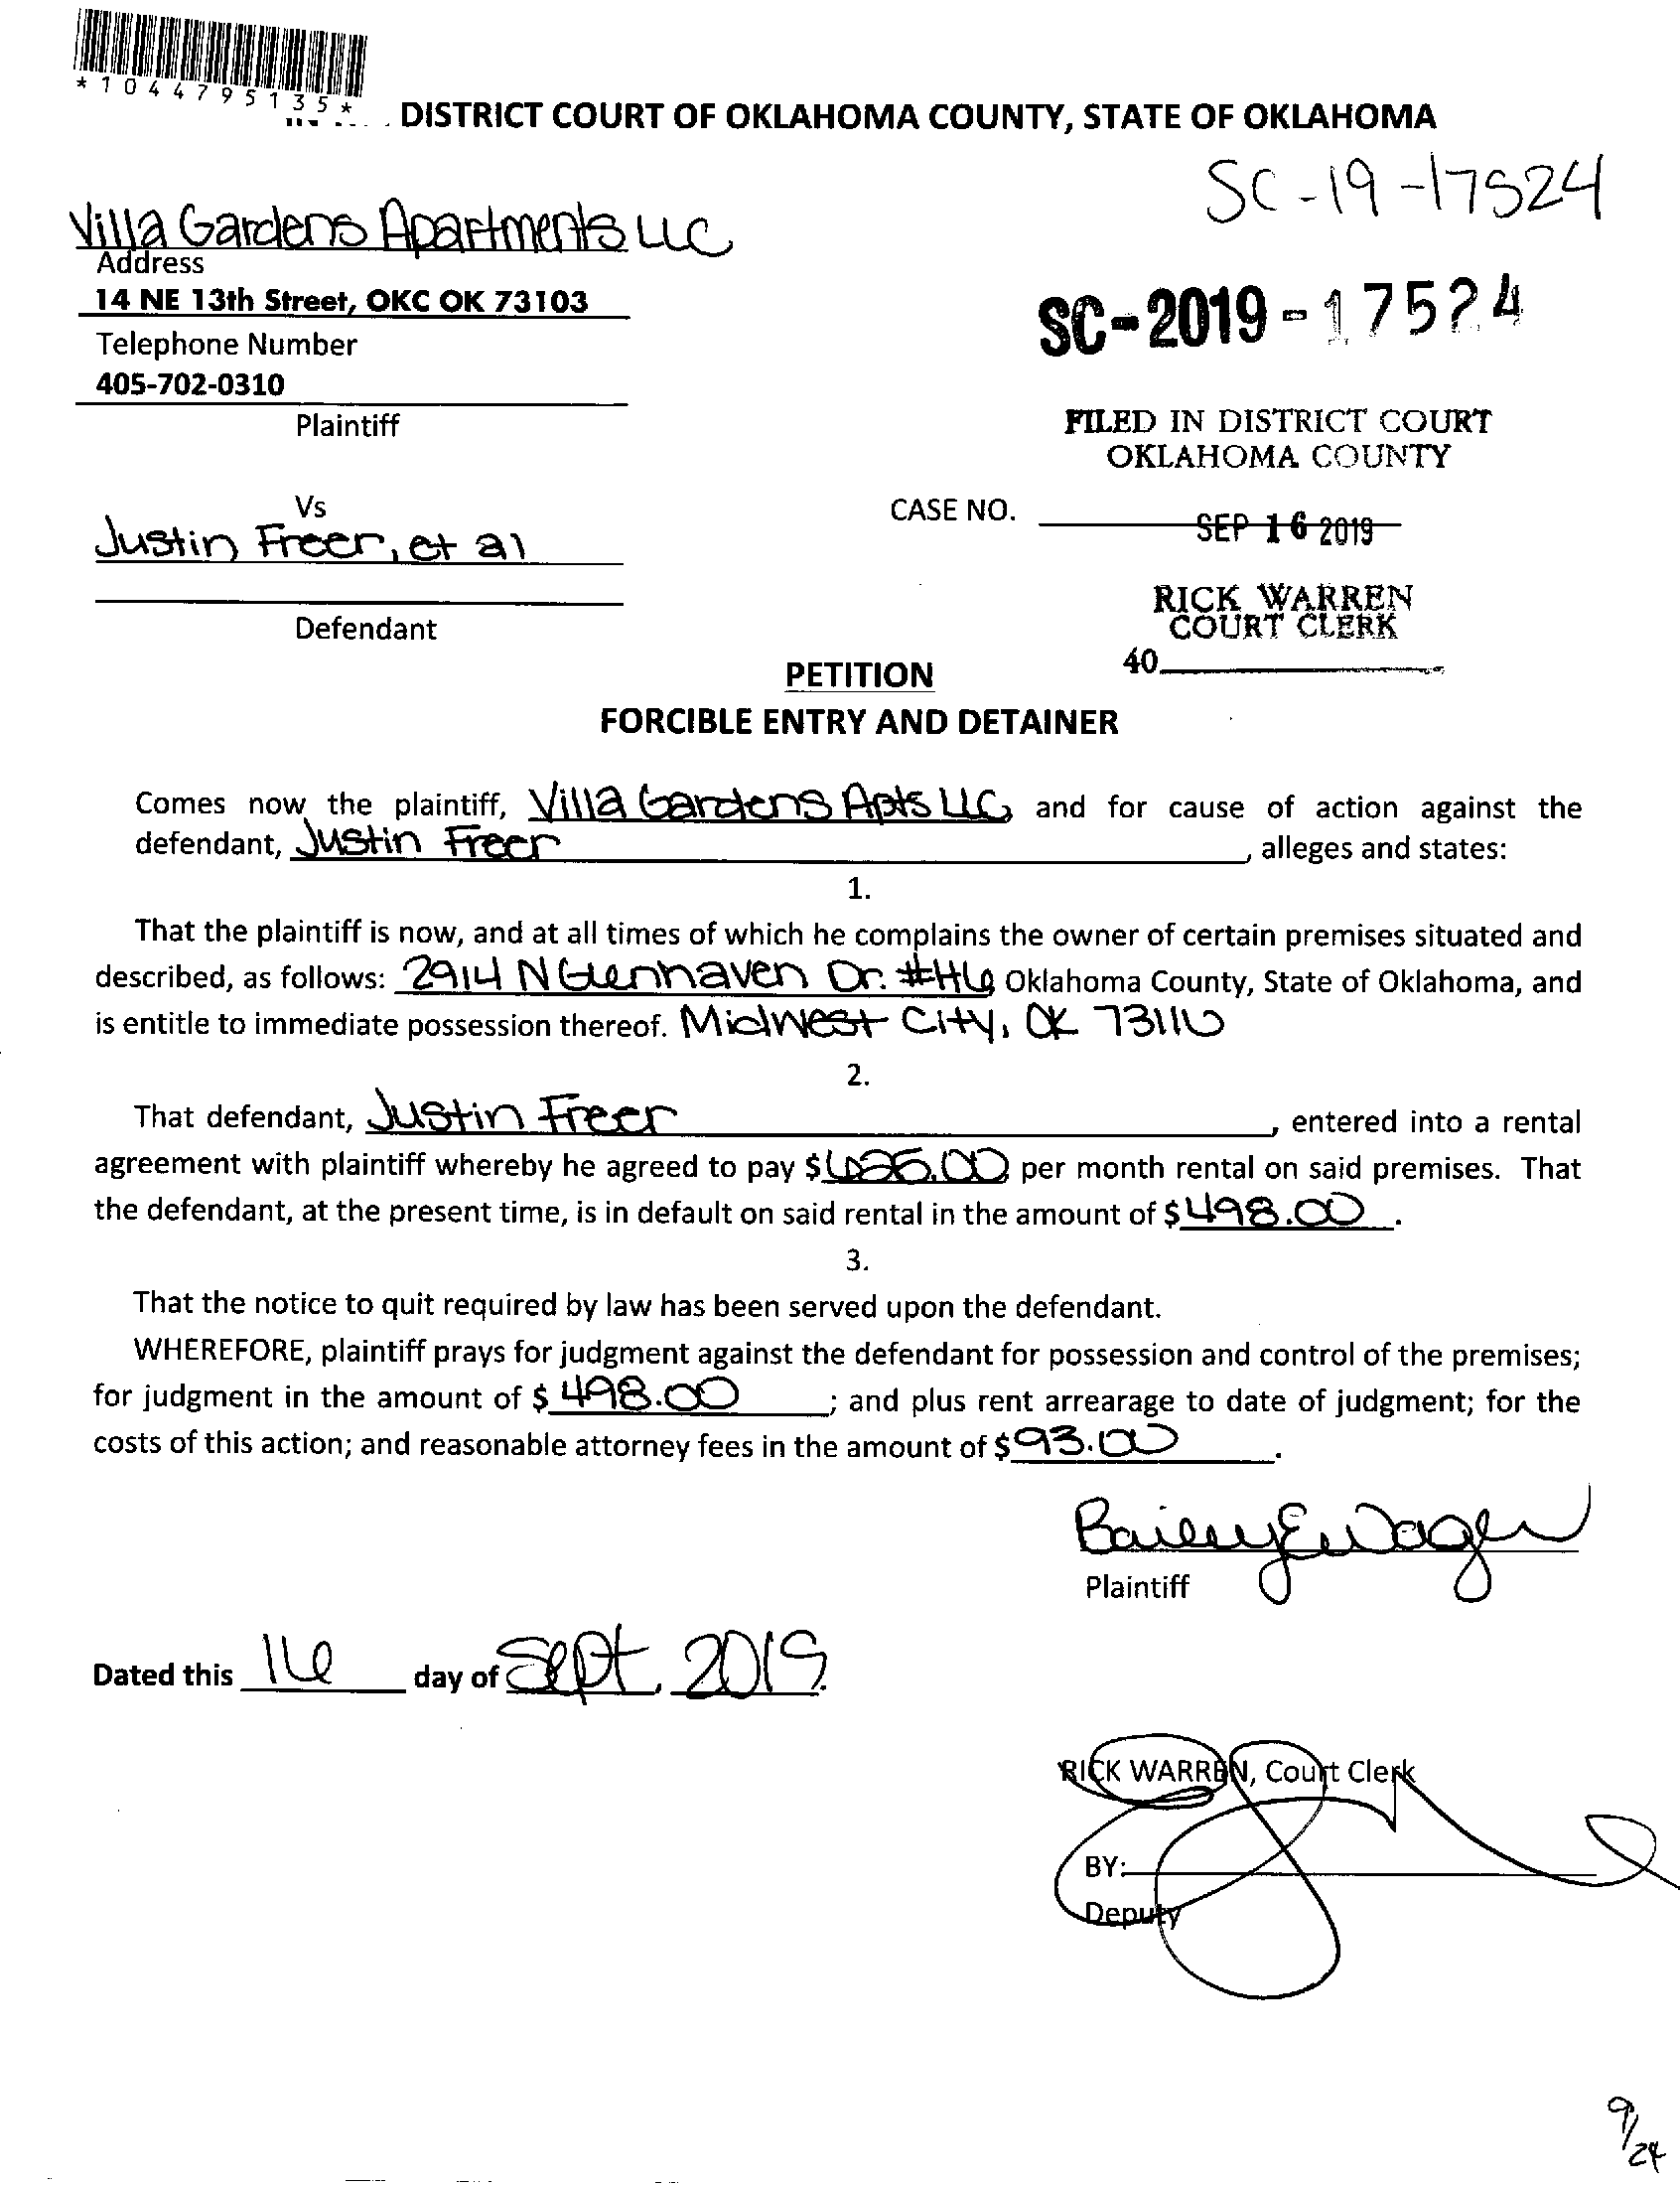 *1044795135*
DISTRICT COURT OF OKLAHOMA COUNTY, STATE OF OKLAHOMA
SC-19-17524
Villa Gardens Apartments LLC
Address
14 NE 13th Street, OKC OK 73103
SC-2019-17524
Telephone Number
405-702-0310
Plaintiff
FILED IN DISTRICT COURT
OKLAHOMA COUNTY
Vs
CASE NO.
SEP 16 2019
Justin Freer, et al
RICK WARREN
COURT CLERK
Defendant
40
PETITION
FORCIBLE ENTRY AND DETAINER
Comes now the plaintiff, Villa Gardens Apts LLC, and for cause of action against the
defendant, Justin Freer, alleges and states:
1.
That the plaintiff is now, and at all times of which he complains the owner of certain premises situated and
described, as follows: 2914 N Glenhaven Dr. #H6 Oklahoma County, State of Oklahoma, and
is entitle to immediate possession thereof. Midwest City, OK 73110
2.
That defendant, Justin Freer, entered into a rental
agreement with plaintiff whereby he agreed to pay $625.00 per month rental on said premises. That
the defendant, at the present time, is in default on said rental in the amount of $498.00.
3.
That the notice to quit required by law has been served upon the defendant.
WHEREFORE, plaintiff prays for judgment against the defendant for possession and control of the premises;
for judgment in the amount of $498.00; and plus rent arrearage to date of judgment; for the
costs of this action; and reasonable attorney fees in the amount of $93.00.
Bailey E Wager
Plaintiff
Dated this 16 day of Sept, 2019.
RICK WARREN, Court Clerk
BY:
Deputy
9/24